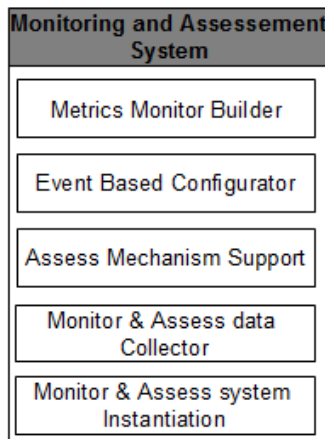 Monitoring and Assessement
System
Metrics Monitor Builder
Event Based Configurator
Assess Mechanism Support
Monitor & Assess data
Collector
Monitor & Assess system
Instantiation